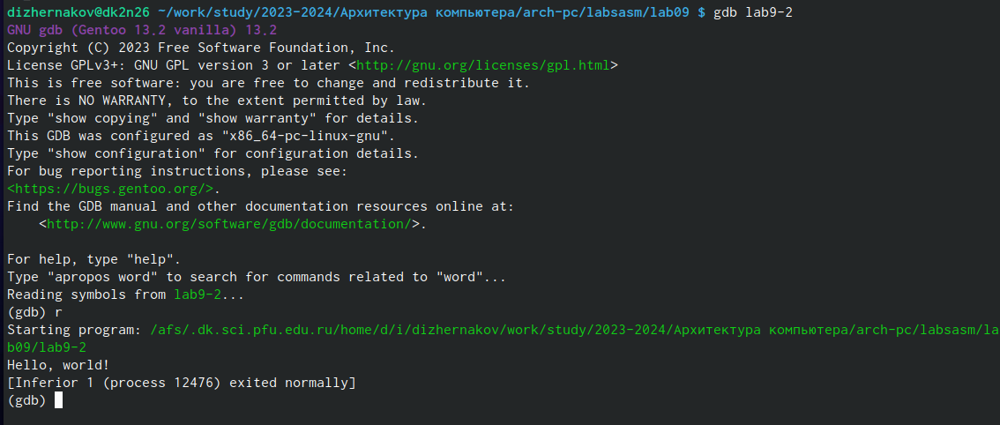 dizhernakov@dk2n26 ~/work/study/2023-2024/Архитектура компьютера/arch-pc/labsasm/lab09 $ gdb lab9-2
GNU gdb (Gentoo 13.2 vanilla) 13.2
Copyright (C) 2023 Free Software Foundation, Inc.
License GPLv3+: GNU GPL version 3 or later <http://gnu.org/licenses/gpl.html>
This is free software: you are free to change and redistribute it.
There is NO WARRANTY, to the extent permitted by law.
Type "show copying" and "show warranty" for details.
This GDB was configured as "x86_64-pc-linux-gnu".
Type "show configuration" for configuration details.
For bug reporting instructions, please see:
<https://bugs.gentoo.org/>.
Find the GDB manual and other documentation resources online at:
    <http://www.gnu.org/software/gdb/documentation/>.

For help, type "help".
Type "apropos word" to search for commands related to "word"...
Reading symbols from lab9-2...
(gdb) r
Starting program: /afs/.dk.sci.pfu.edu.ru/home/d/i/dizhernakov/work/study/2023-2024/Архитектура компьютера/arch-pc/labsasm/la
b09/lab9-2
Hello, world!
[Inferior 1 (process 12476) exited normally]
(gdb)